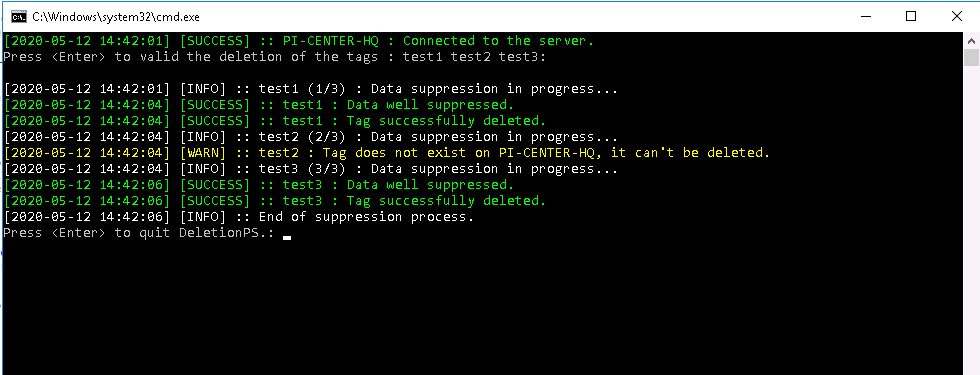 C:\Windows\system32\cmd.exe
[2020-05-12 14:42:01] [SUCCESS] :: PI-CENTER-HQ : Connected to the server.
Press <Enter> to valid the deletion of the tags : test1 test2 test3:
[2020-05-12 14:42:01] [INFO] :: test1 (1/3) : Data suppression in progress...
[2020-05-12 14:42:04] [SUCCESS] :: test1 : Data well suppressed.
[2020-05-12 14:42:04] [SUCCESS] :: test1 : Tag successfully deleted.
[2020-05-12 14:42:04] [INFO] :: test2 (2/3) : Data suppression in progress...
[2020-05-12 14:42:04] [WARN] :: test2 : Tag does not exist on PI-CENTER-HQ, it can't be deleted.
[2020-05-12 14:42:04] [INFO] :: test3 (3/3) : Data suppression in progress...
[2020-05-12 14:42:06] [SUCCESS] :: test3 : Data well suppressed.
[2020-05-12 14:42:06] [SUCCESS] :: test3 : Tag successfully deleted.
[2020-05-12 14:42:06] [INFO] :: End of suppression process.
Press <Enter> to quit DeletionPS.: